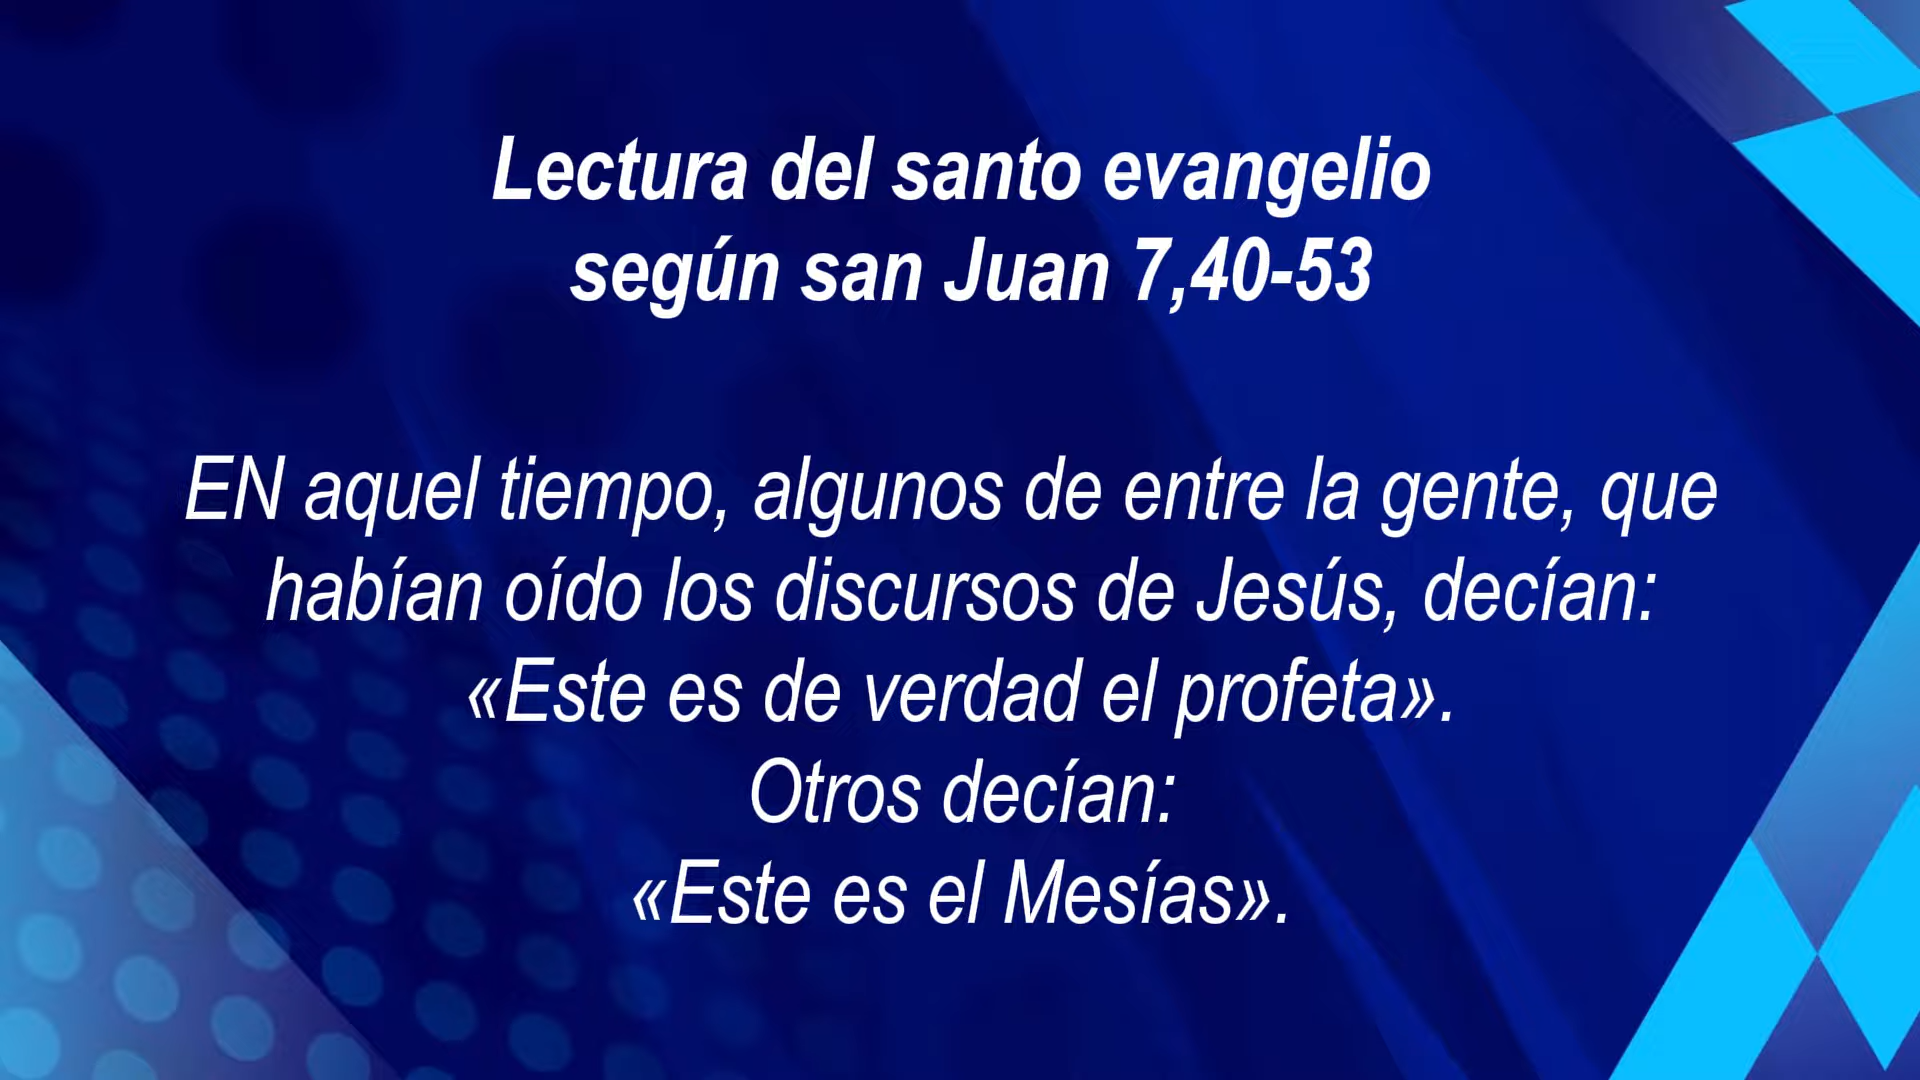 Lectura del santo evangelio
según san Juan 7,40-53
EN aquel tiempo, algunos de entre la gente, que
habían oído los discursos de Jesús, decían:
«Este es de verdad el profeta».
Otros decían:
«Este es el Mesías».